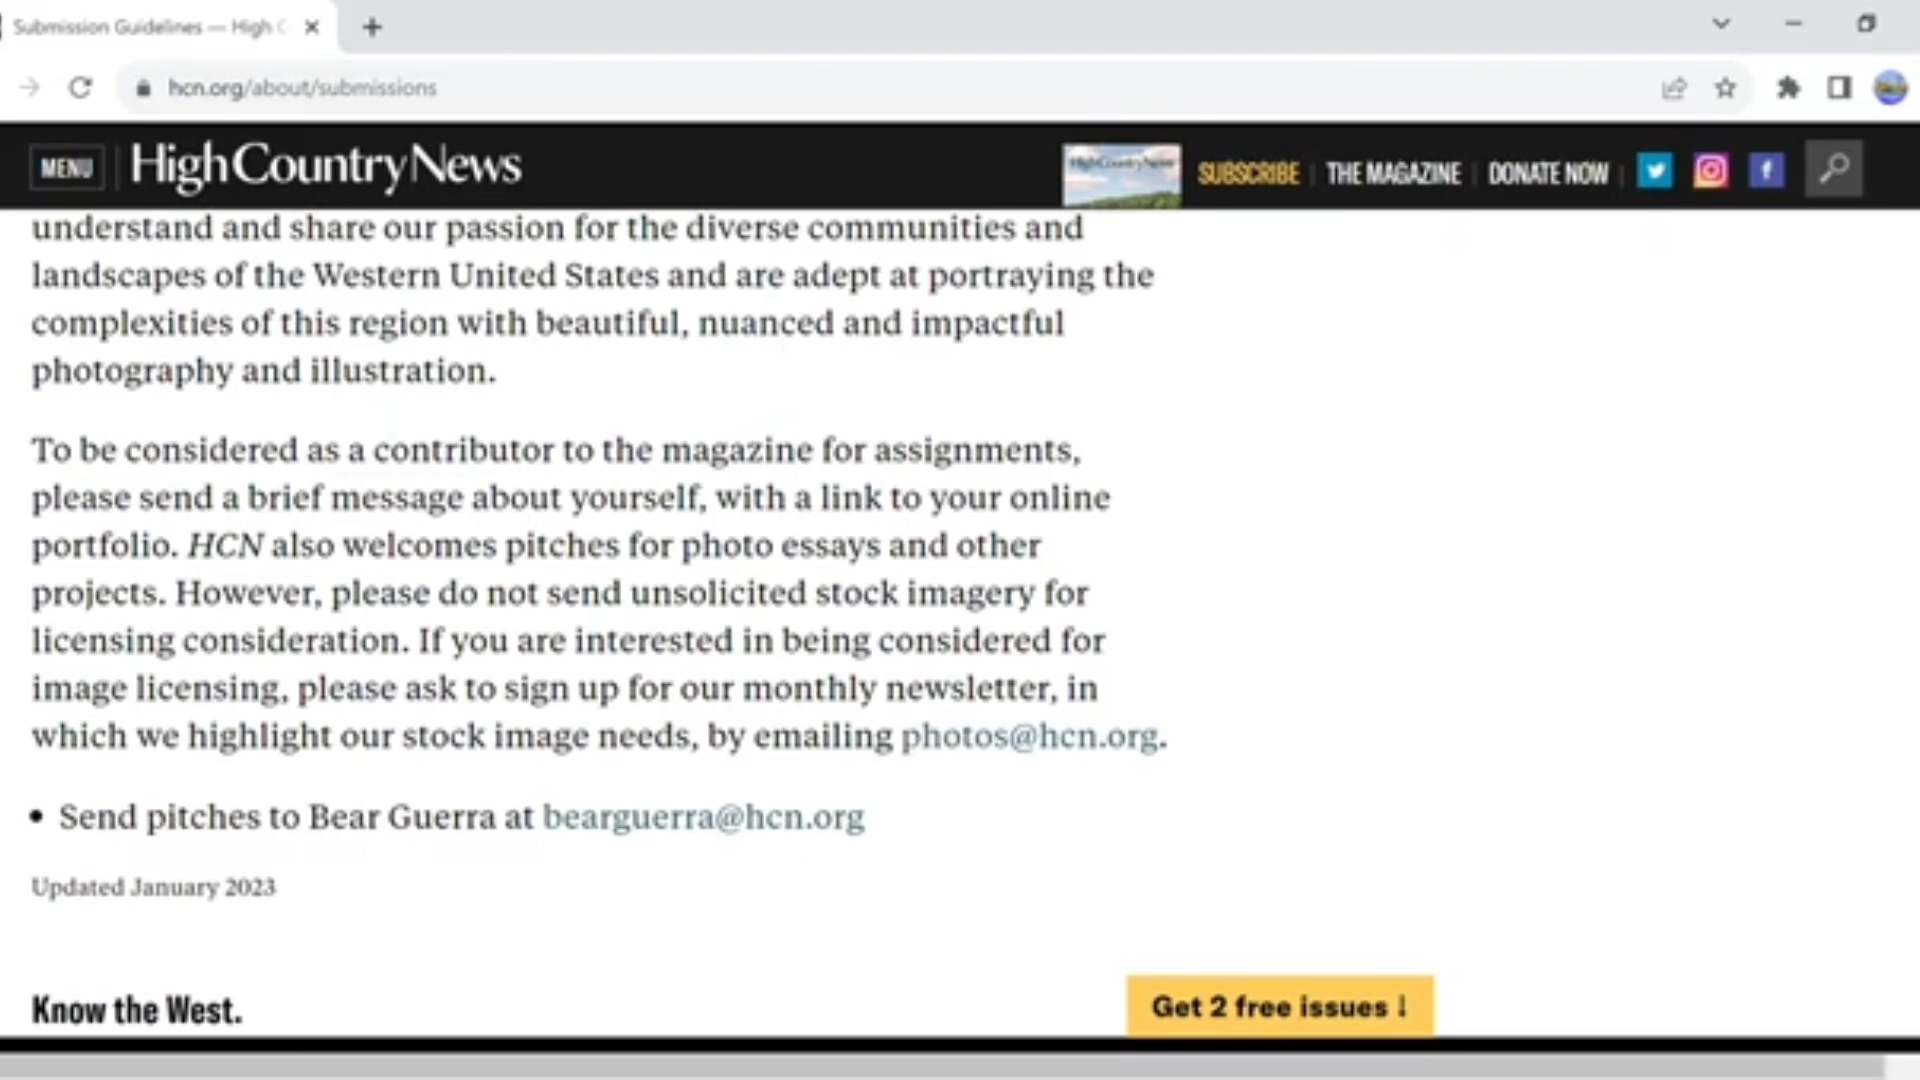 Submission Guidelines — High C
hcn.org/about/submissions
MENU
High Country News
HighCountryNews
SUBSCRIBE
THE MAGAZINE
DONATE NOW
understand and share our passion for the diverse communities and
landscapes of the Western United States and are adept at portraying the
complexities of this region with beautiful, nuanced and impactful
photography and illustration.
To be considered as a contributor to the magazine for assignments,
please send a brief message about yourself, with a link to your online
portfolio. HCN also welcomes pitches for photo essays and other
projects. However, please do not send unsolicited stock imagery for
licensing consideration. If you are interested in being considered for
image licensing, please ask to sign up for our monthly newsletter, in
which we highlight our stock image needs, by emailing photos@hcn.org.
• Send pitches to Bear Guerra at bearguerra@hcn.org
Updated January 2023
Know the West.
Get 2 free issues ↓